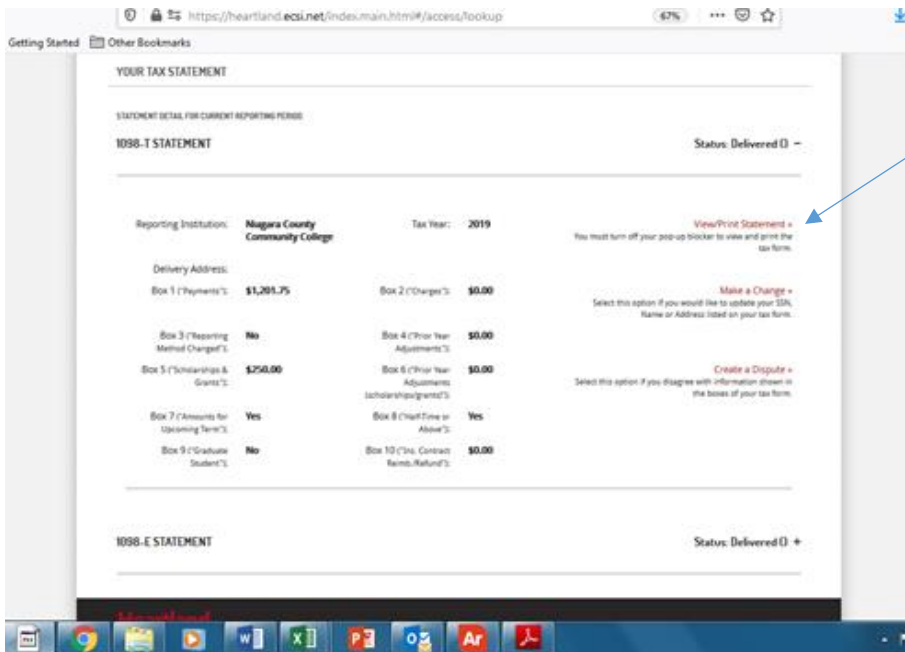 https://heartland.ecsi.net/index.main.html#/access/lookup 67%
Getting Started Other Bookmarks
YOUR TAX STATEMENT
STATEMENT DETAIL FOR CURRENT REPORTING PERIOD
1098-T STATEMENT Status: Delivered () −
Reporting Institution: Niagara County Community College
Tax Year: 2019
View/Print Statement »
You must turn off your pop-up blocker to view and print the
tax form.
Delivery Address:
Box 1 ("Payments"): $1,201.75
Box 2 ("Charges"): $0.00
Make a Change »
Select this option if you would like to update your SSN,
Name or Address listed on your tax form.
Box 3 ("Reporting
Method Changed"): No
Box 4 ("Prior Year
Adjustments"): $0.00
Box 5 ("Scholarships &
Grants"): $250.00
Box 6 ("Prior Year
Adjustments
(scholarships/grants)"): $0.00
Create a Dispute »
Select this option if you disagree with information shown in
the boxes of your tax form.
Box 7 ("Amounts for
Upcoming Term"): Yes
Box 8 ("Half-Time or
Above"): Yes
Box 9 ("Graduate
Student"): No
Box 10 ("Ins. Contract
Reimb./Refund"): $0.00
1098-E STATEMENT Status: Delivered () +
Heartland